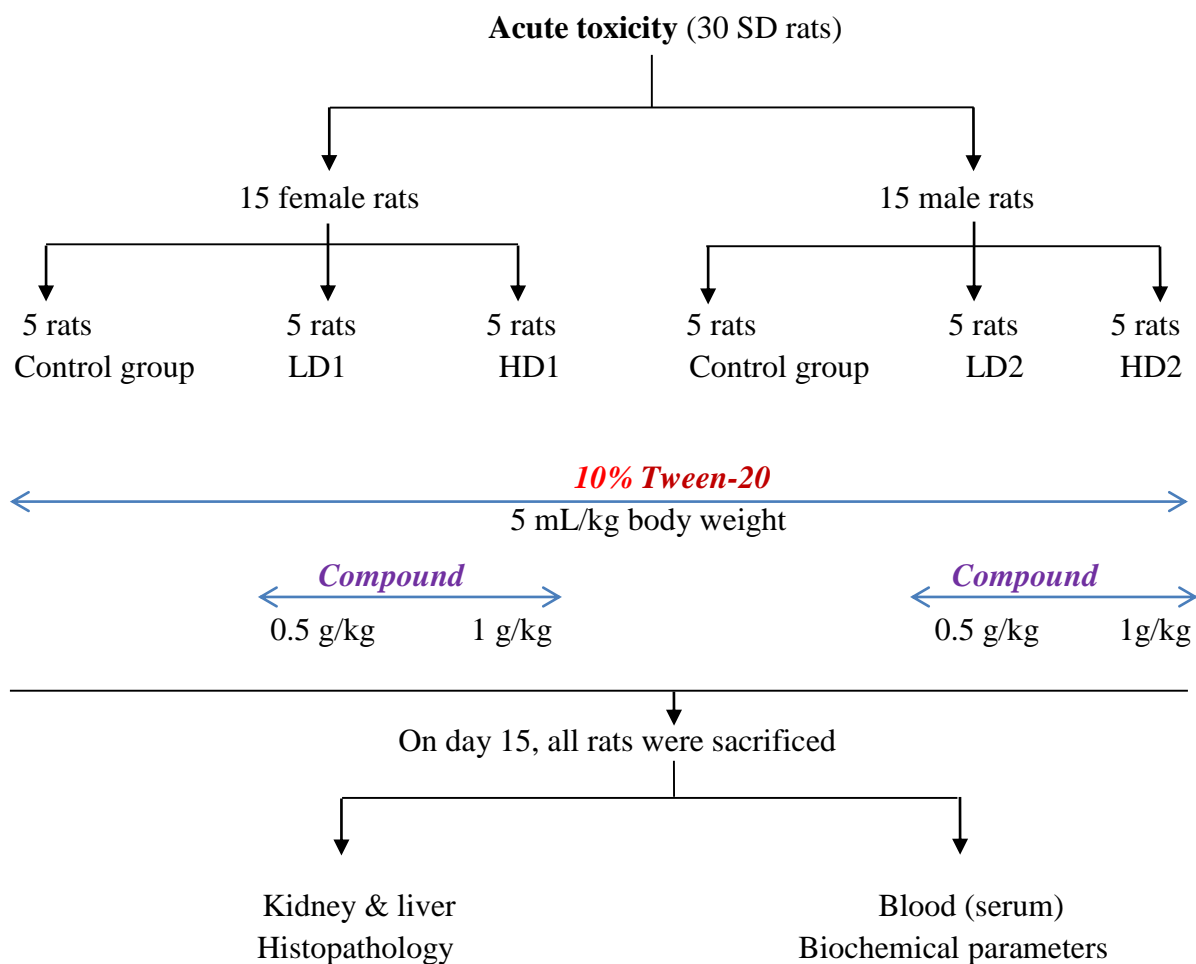 Acute toxicity (30 SD rats)
15 female rats
15 male rats
5 rats
Control group
5 rats
LD1
5 rats
HD1
5 rats
Control group
5 rats
LD2
5 rats
HD2
10% Tween-20
5 mL/kg body weight
Compound
0.5 g/kg
1 g/kg
Compound
0.5 g/kg
1g/kg
On day 15, all rats were sacrificed
Kidney & liver
Histopathology
Blood (serum)
Biochemical parameters